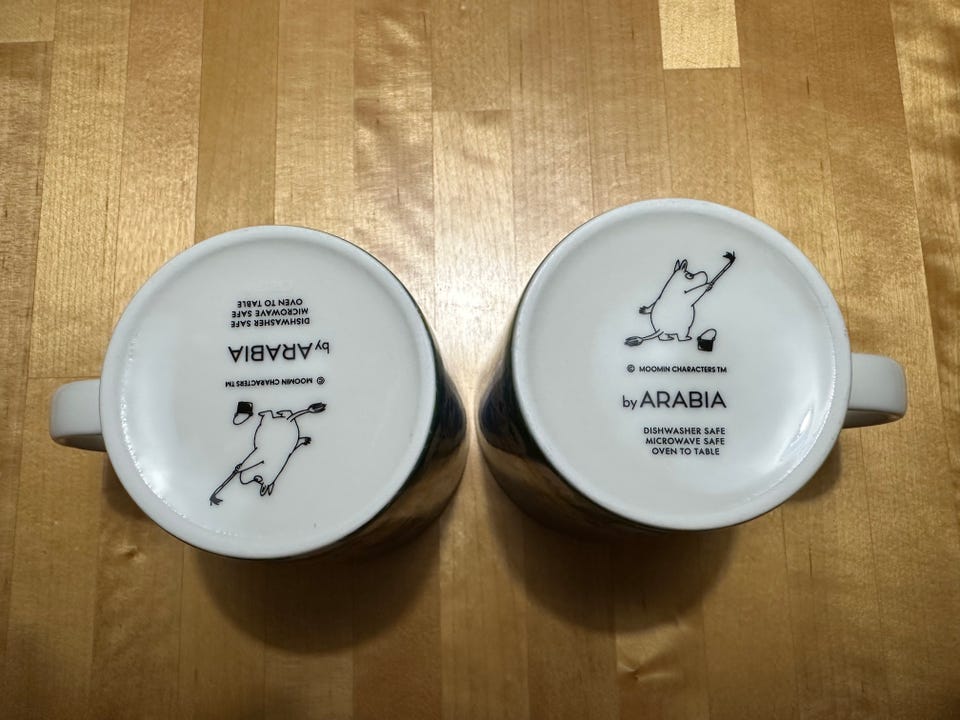 DISHWASHER SAFE
MICROWAVE SAFE
OVEN TO TABLE
by ARABIA
© MOOMIN CHARACTERS TM
© MOOMIN CHARACTERS TM
by ARABIA
DISHWASHER SAFE
MICROWAVE SAFE
OVEN TO TABLE